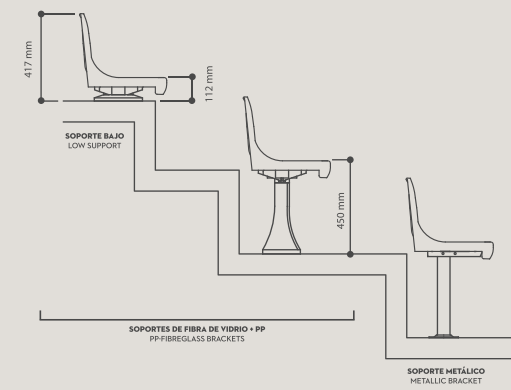 417 mm
112 mm
SOPORTE BAJO
LOW SUPPORT
450 mm
SOPORTES DE FIBRA DE VIDRIO + PP
PP-FIBREGLASS BRACKETS
SOPORTE METÁLICO
METALLIC BRACKET